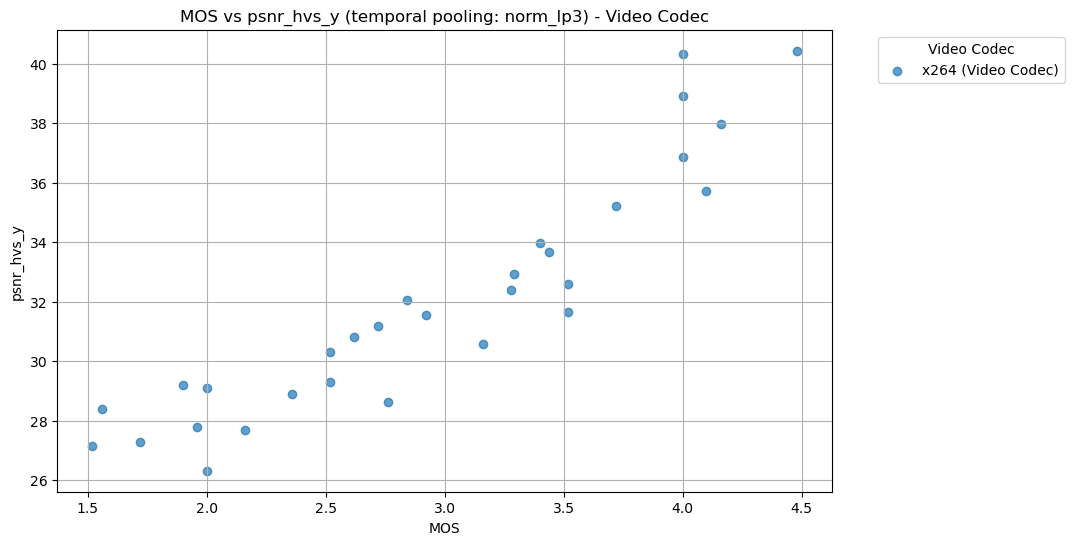 MOS vs psnr_hvs_y (temporal pooling: norm_lp3) - Video Codec
Video Codec
x264 (Video Codec)
psnr_hvs_y
40
38
36
34
32
30
28
26
1.5 2.0 2.5 3.0 3.5 4.0 4.5
MOS